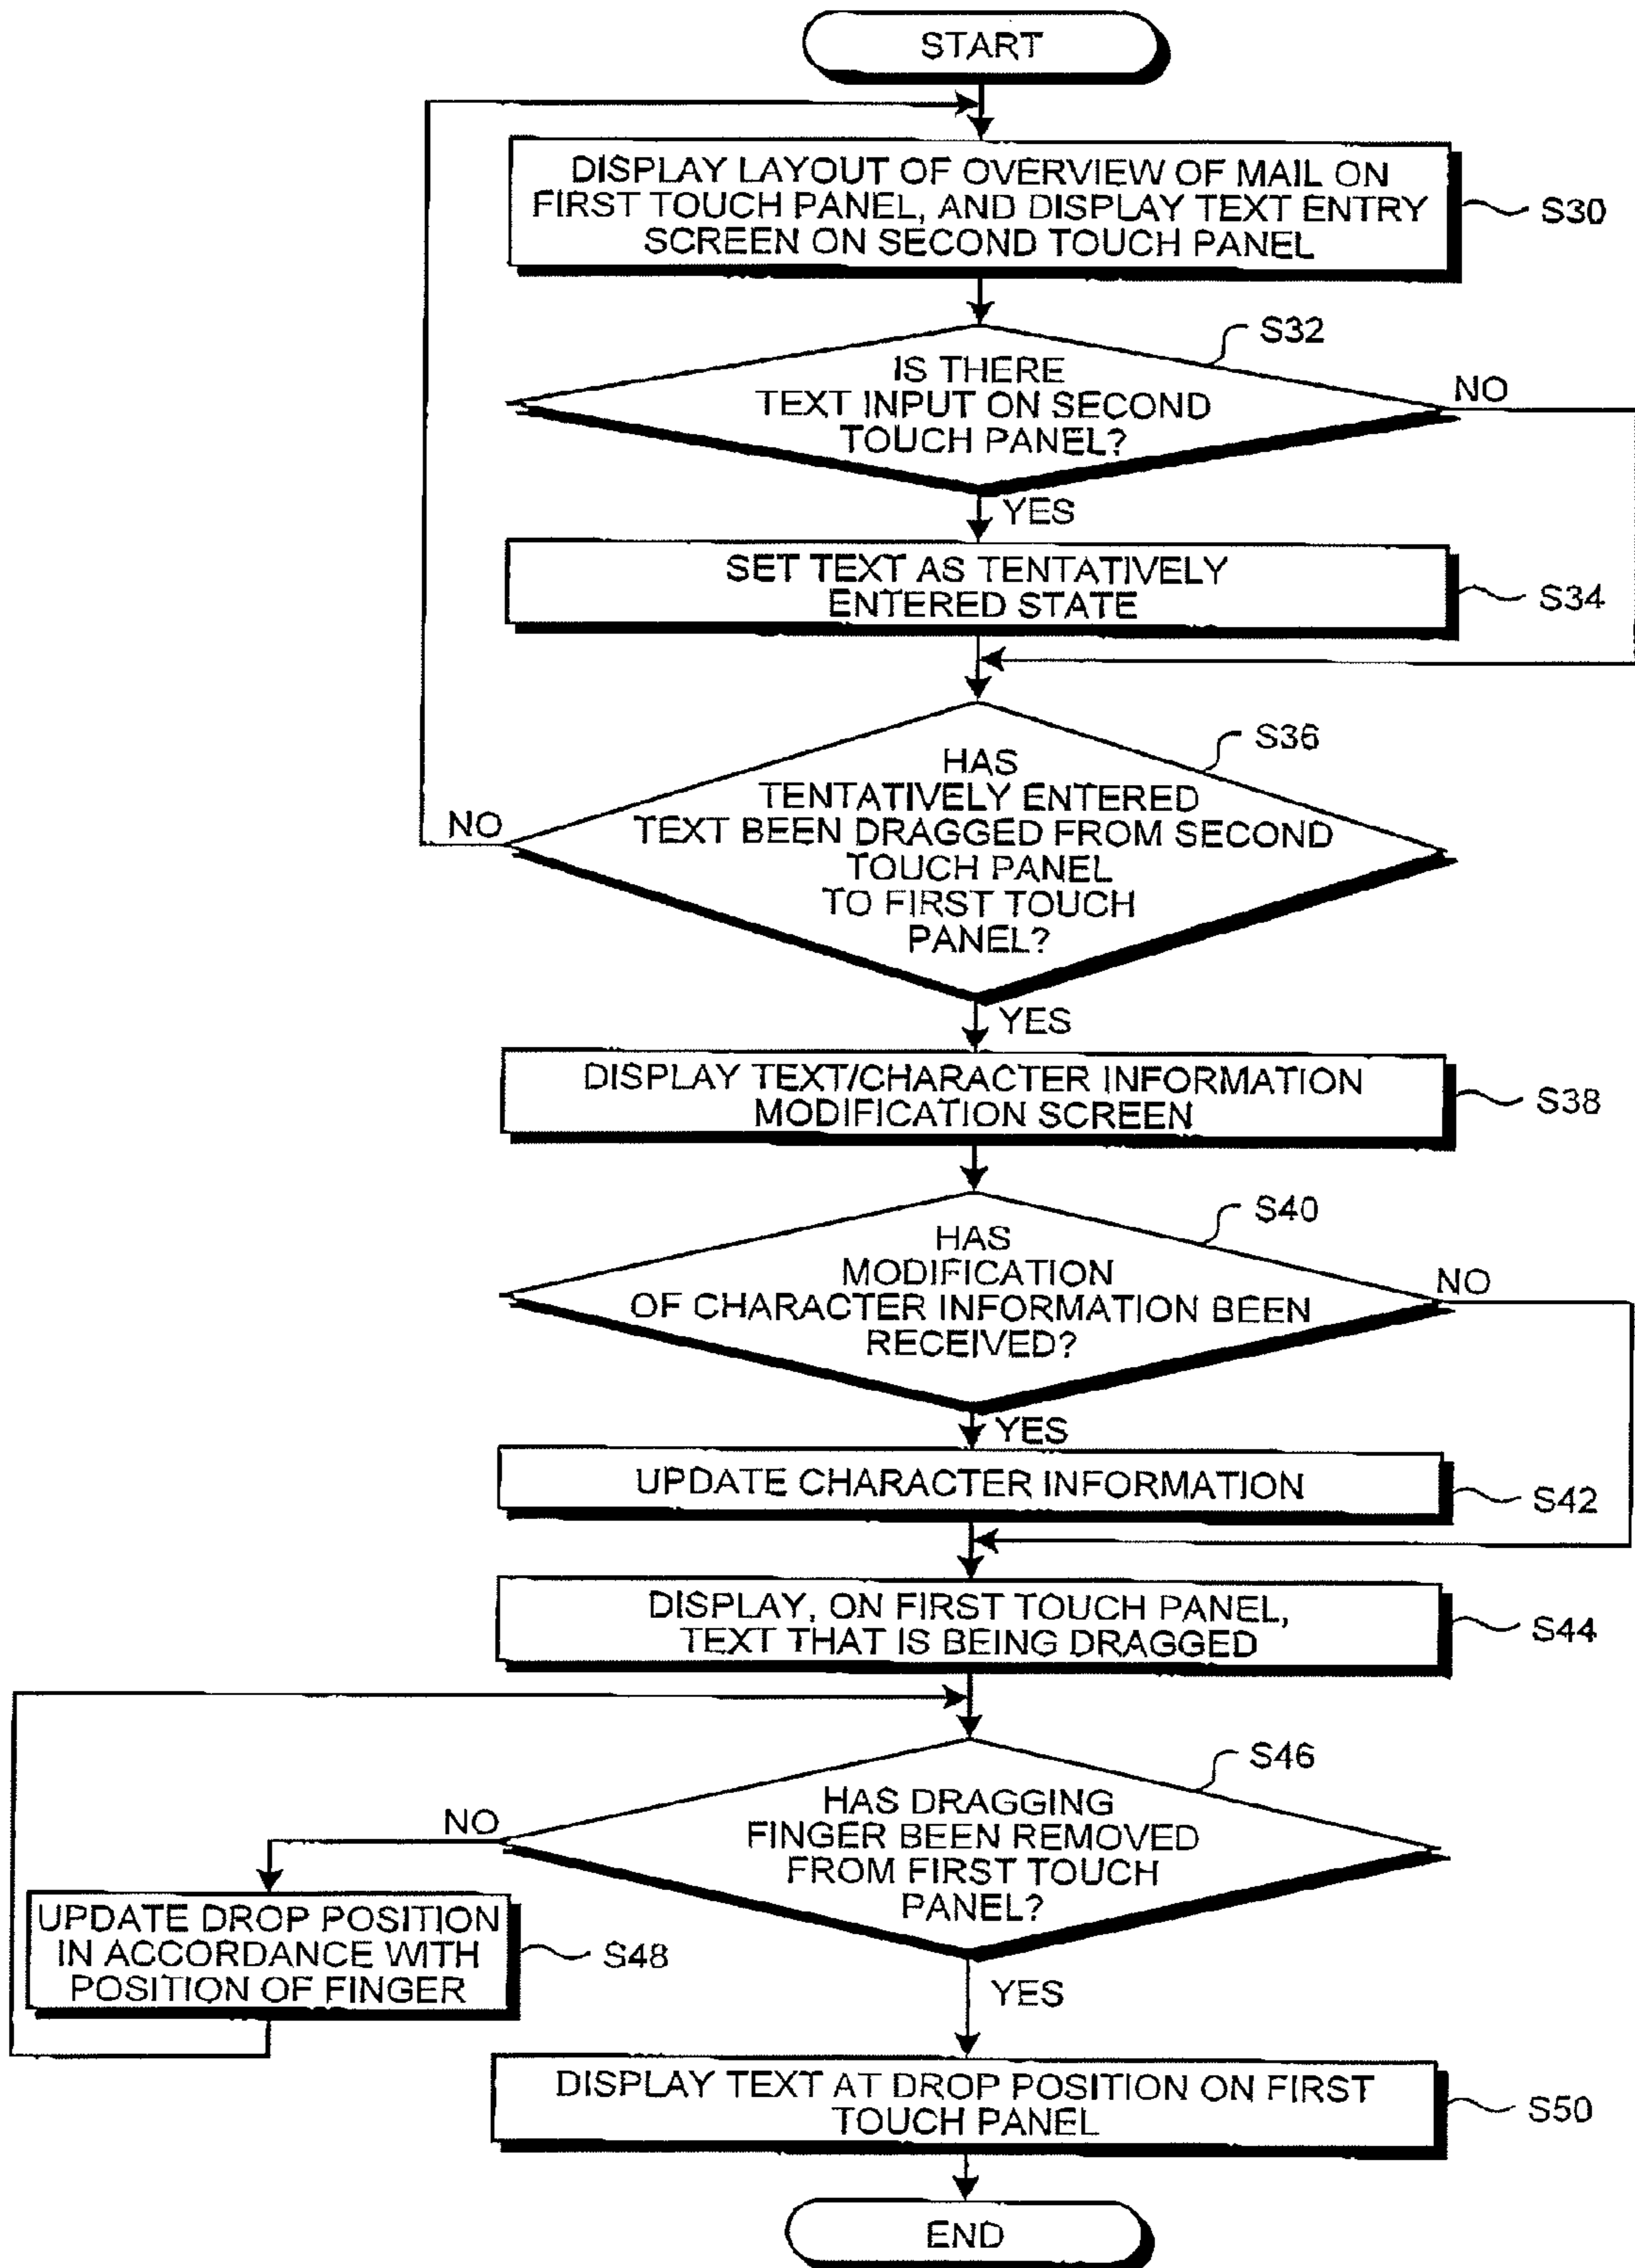 START
DISPLAY LAYOUT OF OVERVIEW OF MAIL ON
FIRST TOUCH PANEL, AND DISPLAY TEXT ENTRY
SCREEN ON SECOND TOUCH PANEL
S30
S32
IS THERE
TEXT INPUT ON SECOND
TOUCH PANEL?
NO
YES
SET TEXT AS TENTATIVELY
ENTERED STATE
S34
S36
HAS
TENTATIVELY ENTERED
TEXT BEEN DRAGGED FROM SECOND
TOUCH PANEL
TO FIRST TOUCH
PANEL?
NO
YES
DISPLAY TEXT/CHARACTER INFORMATION
MODIFICATION SCREEN
S38
S40
HAS
MODIFICATION
OF CHARACTER INFORMATION BEEN
RECEIVED?
NO
YES
UPDATE CHARACTER INFORMATION
S42
DISPLAY, ON FIRST TOUCH PANEL,
TEXT THAT IS BEING DRAGGED
S44
S46
HAS DRAGGING
FINGER BEEN REMOVED
FROM FIRST TOUCH
PANEL?
NO
UPDATE DROP POSITION
IN ACCORDANCE WITH
POSITION OF FINGER
S48
YES
DISPLAY TEXT AT DROP POSITION ON FIRST
TOUCH PANEL
S50
END